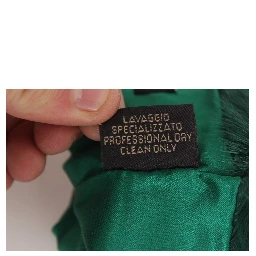 LAVAGGIO
SPECIALIZZATO
PROFESSIONAL DRY
CLEAN ONLY